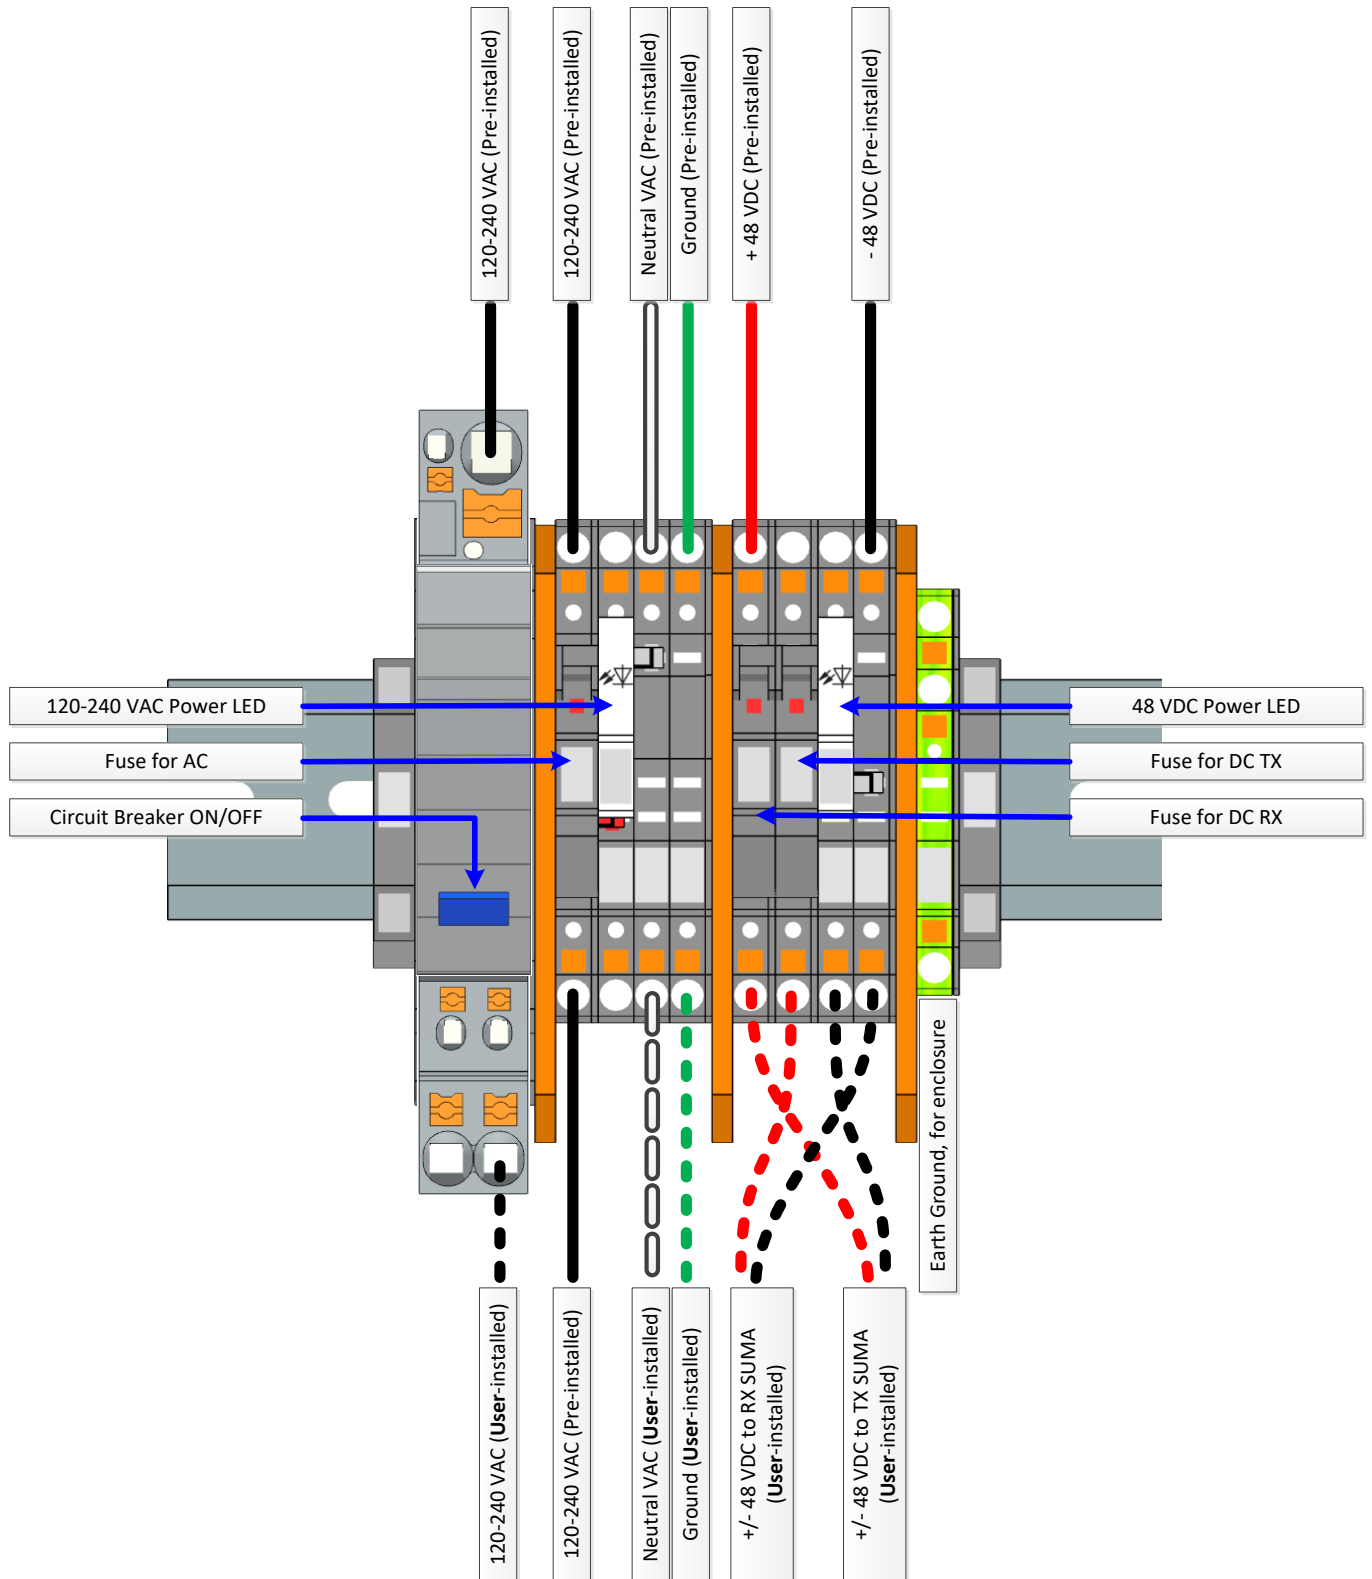 120-240 VAC (Pre-installed)
120-240 VAC (Pre-installed)
Neutral VAC (Pre-installed)
Ground (Pre-installed)
+ 48 VDC (Pre-installed)
- 48 VDC (Pre-installed)
120-240 VAC Power LED
Fuse for AC
Circuit Breaker ON/OFF
48 VDC Power LED
Fuse for DC TX
Fuse for DC RX
Earth Ground, for enclosure
120-240 VAC (User-installed)
120-240 VAC (Pre-installed)
Neutral VAC (User-installed)
Ground (User-installed)
+/- 48 VDC to RX SUMA
(User-installed)
+/- 48 VDC to TX SUMA
(User-installed)